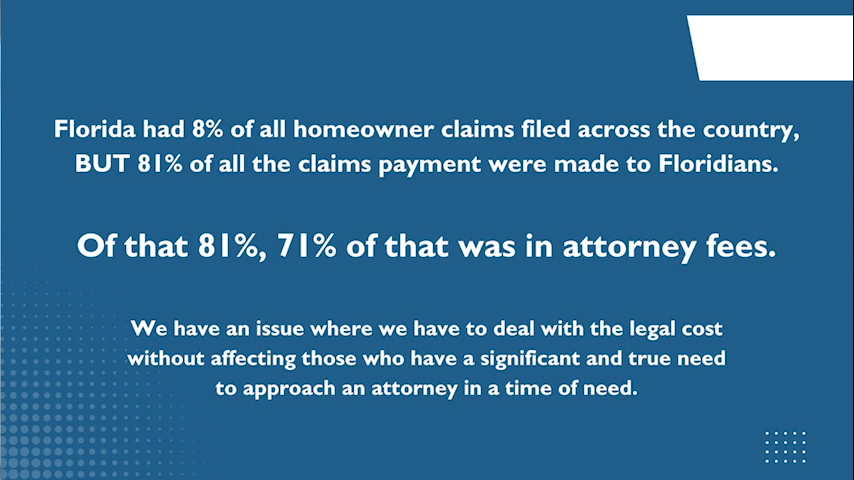 Florida had 8% of all homeowner claims filed across the country,
BUT 81% of all the claims payment were made to Floridians.
Of that 81%, 71% of that was in attorney fees.
We have an issue where we have to deal with the legal cost
without affecting those who have a significant and true need
to approach an attorney in a time of need.